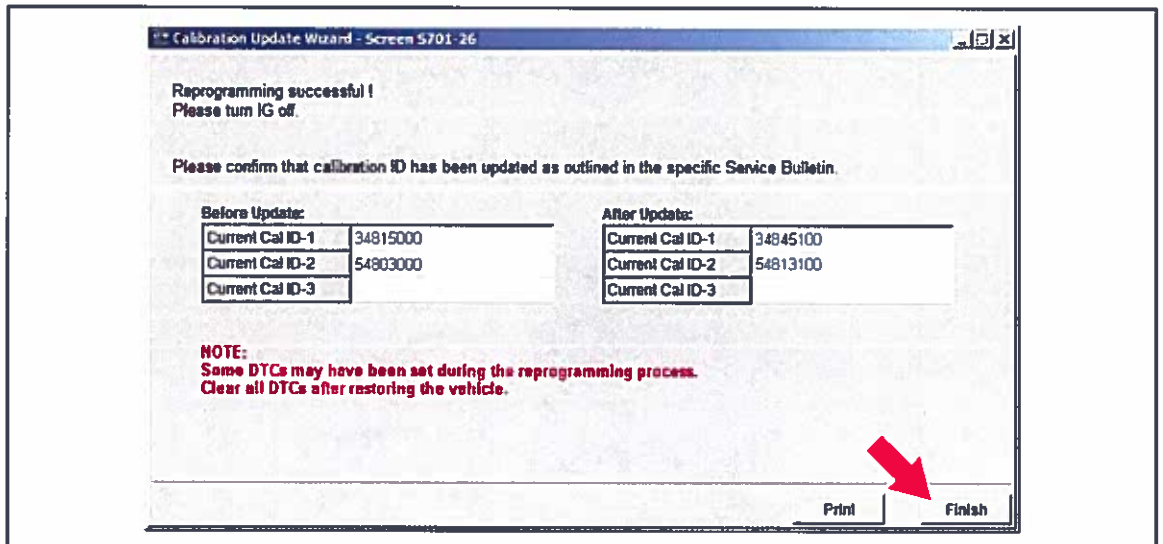 Calibration Update Wizard - Screen S701-26
Reprogramming successful !
Please turn IG off.
Please confirm that calibration ID has been updated as outlined in the specific Service Bulletin.
Before Update:
Current Cal ID-1 34815000
Current Cal ID-2 54803000
Current Cal ID-3
After Update:
Current Cal ID-1 34845100
Current Cal ID-2 54813100
Current Cal ID-3
NOTE:
Some DTCs may have been set during the reprogramming process.
Clear all DTCs after restoring the vehicle.
Print Finish